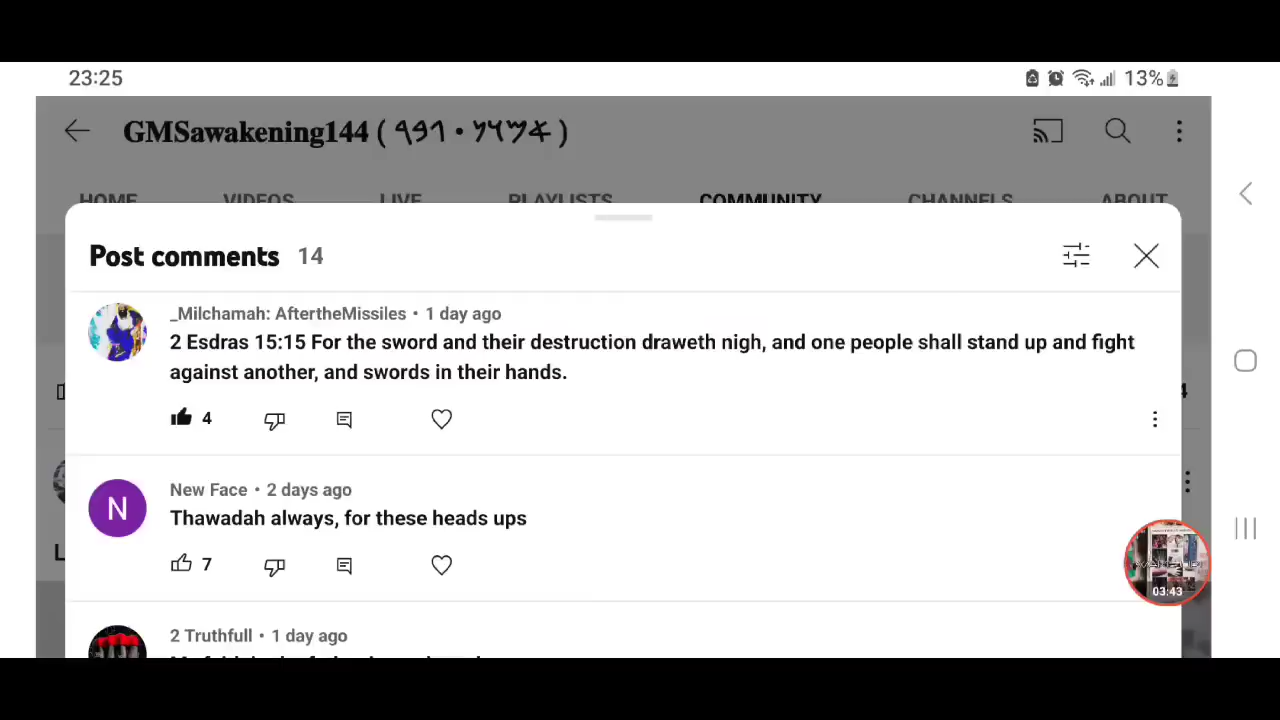 23:25
13%
GMSawakening144 ( 𐤒𐤄𐤅 • 𐤉𐤅𐤌𐤀 )
HOME VIDEOS LIVE PLAYLISTS COMMUNITY CHANNELS ABOUT
Post comments 14
_Milchamah: AftertheMissiles • 1 day ago
2 Esdras 15:15 For the sword and their destruction draweth nigh, and one people shall stand up and fight
against another, and swords in their hands.
4
New Face • 2 days ago
N
Thawadah always, for these heads ups
7
03:43
2 Truthfull • 1 day ago